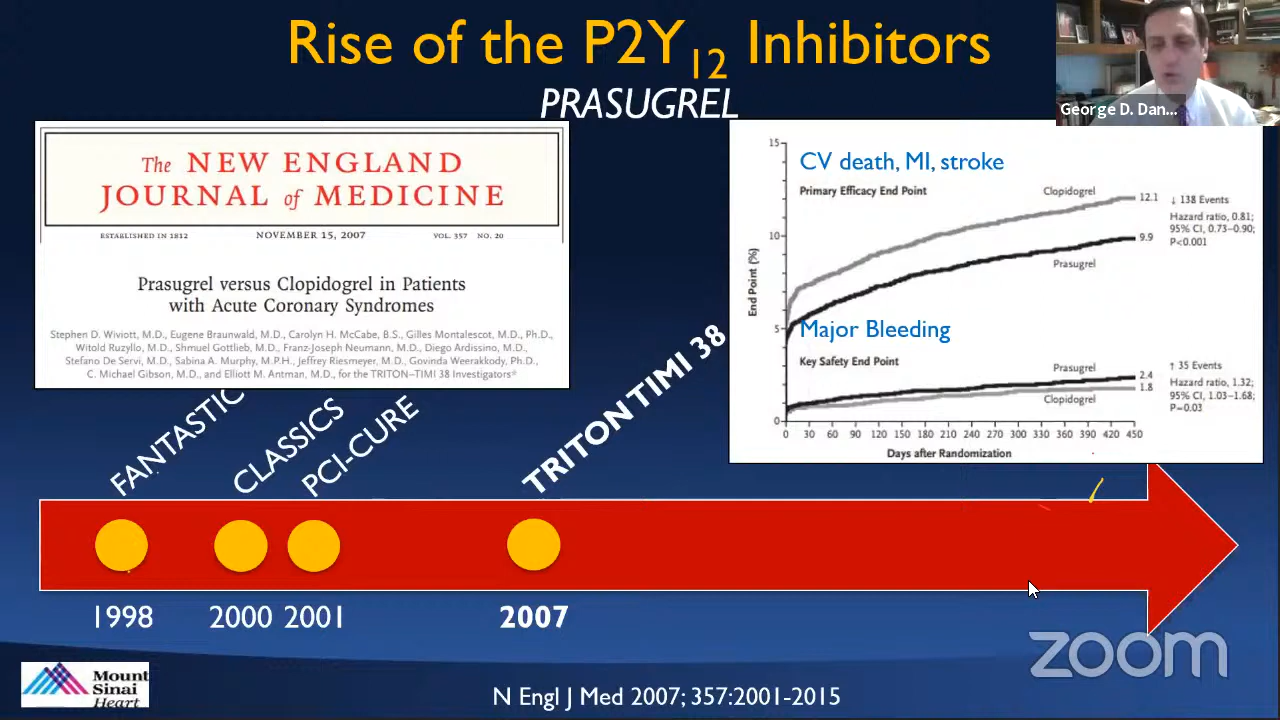 Rise of the P2Y12 Inhibitors
PRASUGREL
George D. Dan...
The NEW ENGLAND
JOURNAL of MEDICINE
ESTABLISHED IN 1812 NOVEMBER 15, 2007 VOL. 357 NO. 20
Prasugrel versus Clopidogrel in Patients
with Acute Coronary Syndromes
Stephen D. Wiviott, M.D., Eugene Braunwald, M.D., Carolyn H. McCabe, B.S., Gilles Montalescot, M.D., Ph.D.,
Witold Ruzyllo, M.D., Shmuel Gottlieb, M.D., Franz-Joseph Neumann, M.D., Diego Ardissino, M.D.,
Stefano De Servi, M.D., Sabina A. Murphy, M.P.H., Jeffrey Riesmeyer, M.D., Govinda Weerakkody, Ph.D.,
C. Michael Gibson, M.D., and Elliott M. Antman, M.D., for the TRITON–TIMI 38 Investigators*
15
10
5
0
End Point (%)
CV death, MI, stroke
Primary Efficacy End Point
Clopidogrel
12.1
9.9
Prasugrel
↓ 138 Events
Hazard ratio, 0.81;
95% CI, 0.73–0.90;
P<0.001
Major Bleeding
Key Safety End Point
Prasugrel
2.4
1.8
Clopidogrel
↑ 35 Events
Hazard ratio, 1.32;
95% CI, 1.03–1.68;
P=0.03
0 30 60 90 120 150 180 210 240 270 300 330 360 390 420 450
Days after Randomization
FANTASTIC
CLASSICS
PCI-CURE
TRITON TIMI 38
1998 2000 2001 2007
zoom
Mount
Sinai
Heart
N Engl J Med 2007; 357:2001-2015